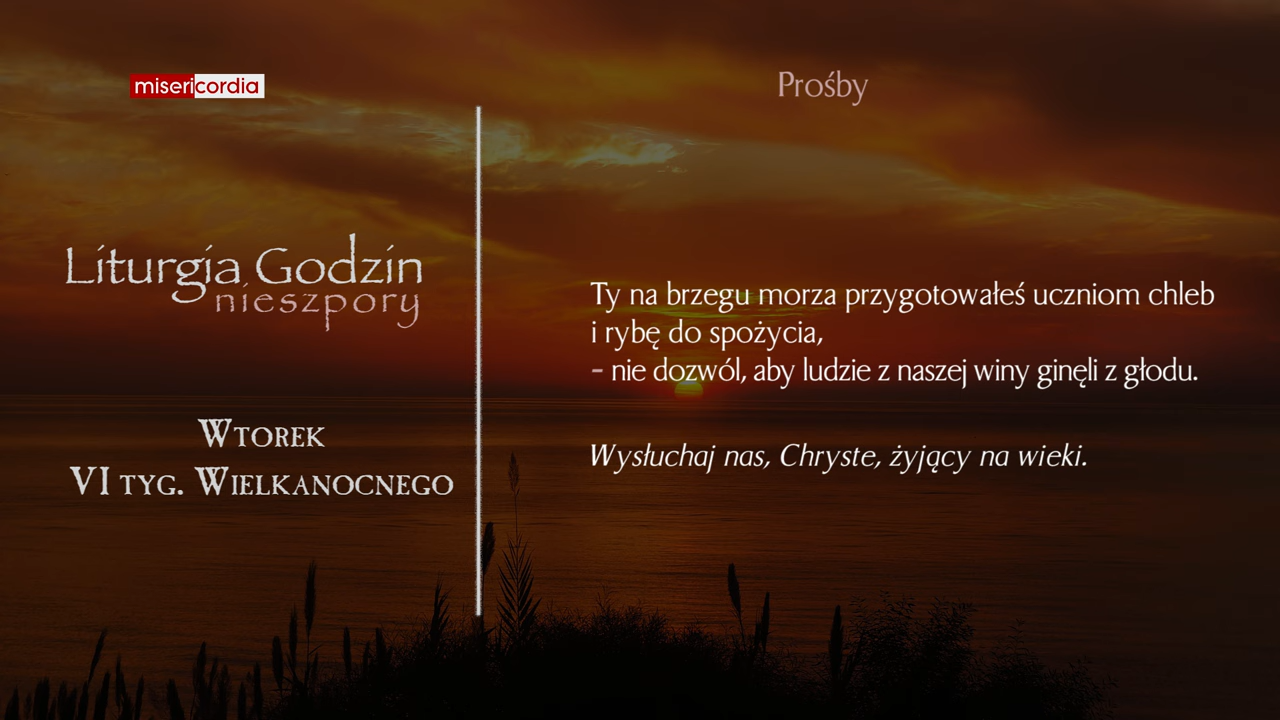 misericordia
Liturgia Godzin
nieszpory
Wtorek
VI tyg. Wielkanocnego
Prośby
Ty na brzegu morza przygotowałeś uczniom chleb
i rybę do spożycia,
- nie dozwól, aby ludzie z naszej winy ginęli z głodu.
Wysłuchaj nas, Chryste, żyjący na wieki.